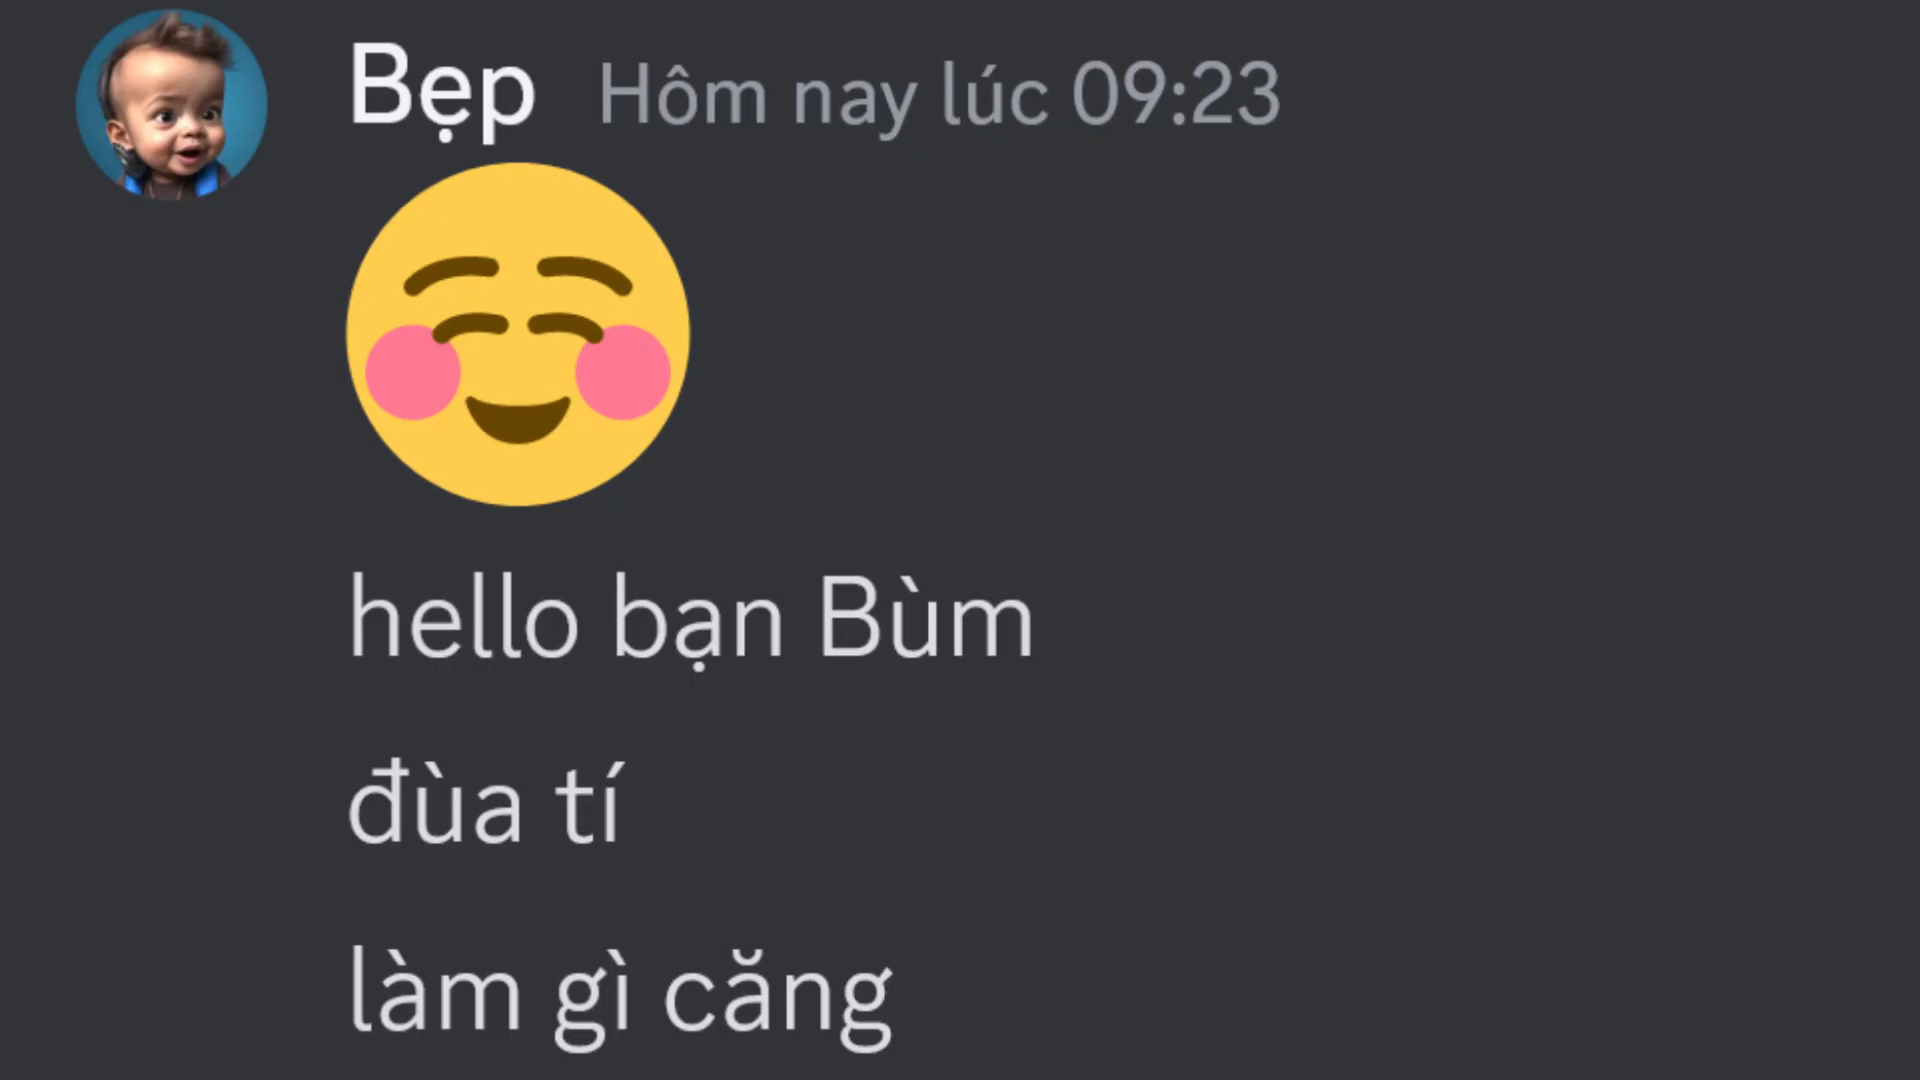 Bẹp Hôm nay lúc 09:23
hello bạn Bùm
đùa tí
làm gì căng